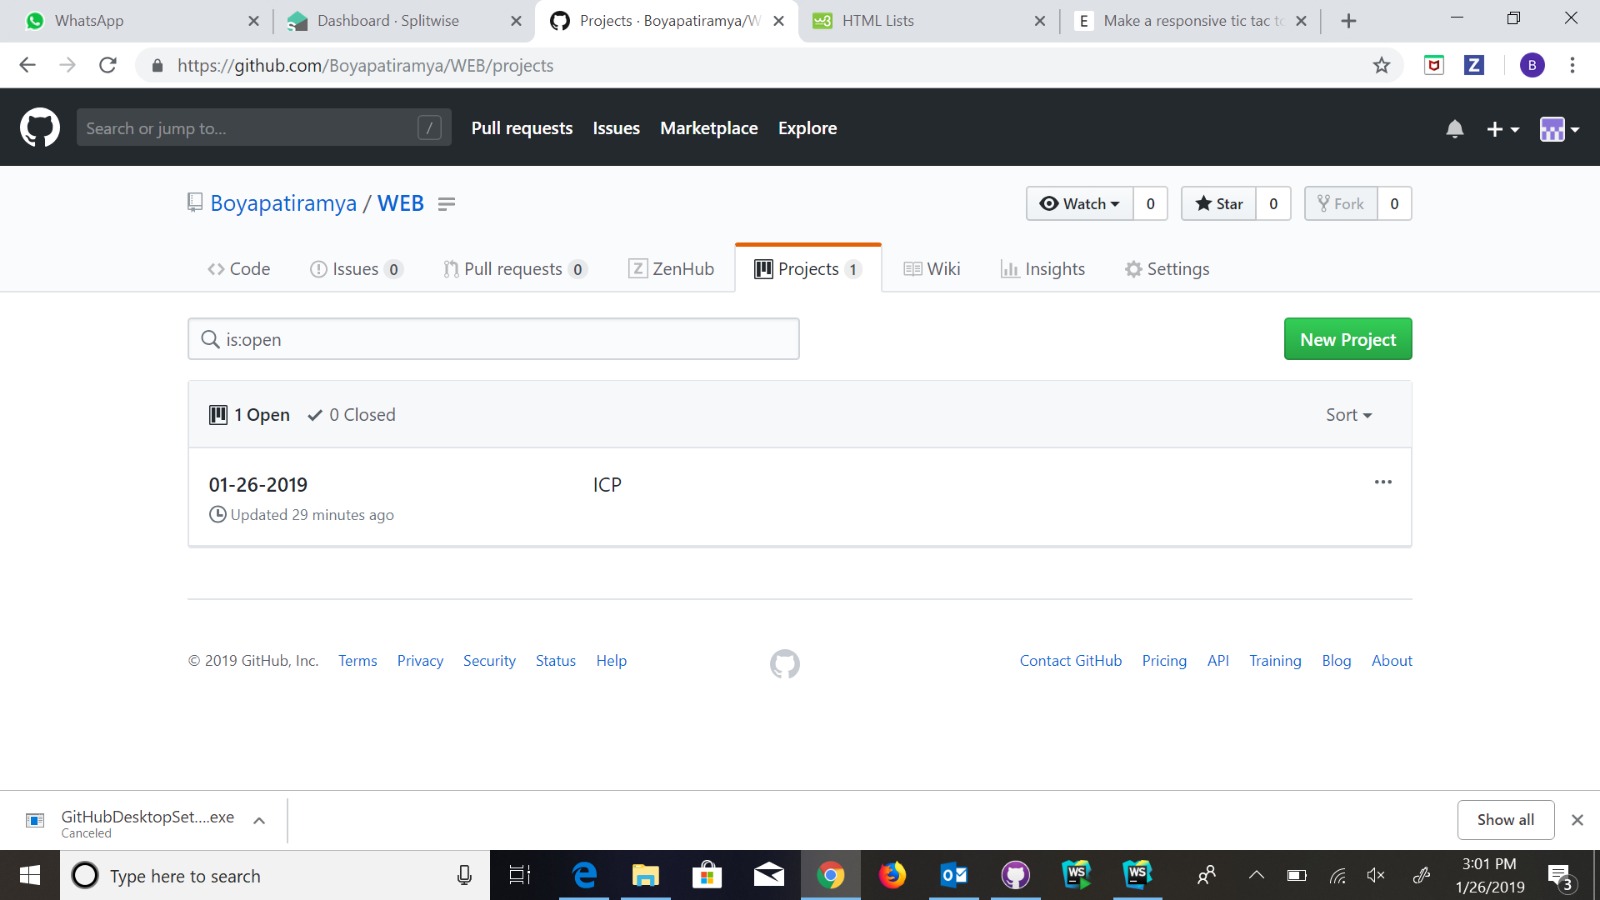 WhatsApp
Dashboard · Splitwise
Projects · Boyapatiramya/W
HTML Lists
E Make a responsive tic tac to
https://github.com/Boyapatiramya/WEB/projects
Z
B
Search or jump to... /
Pull requests Issues Marketplace Explore
Boyapatiramya / WEB
Watch 0 Star 0 Fork 0
Code Issues 0 Pull requests 0 Z ZenHub Projects 1 Wiki Insights Settings
is:open
New Project
1 Open 0 Closed
Sort
01-26-2019 ICP
Updated 29 minutes ago
© 2019 GitHub, Inc. Terms Privacy Security Status Help
Contact GitHub Pricing API Training Blog About
GitHubDesktopSet....exe
Canceled
Show all
Type here to search
WS
WS
3:01 PM
1/26/2019
3